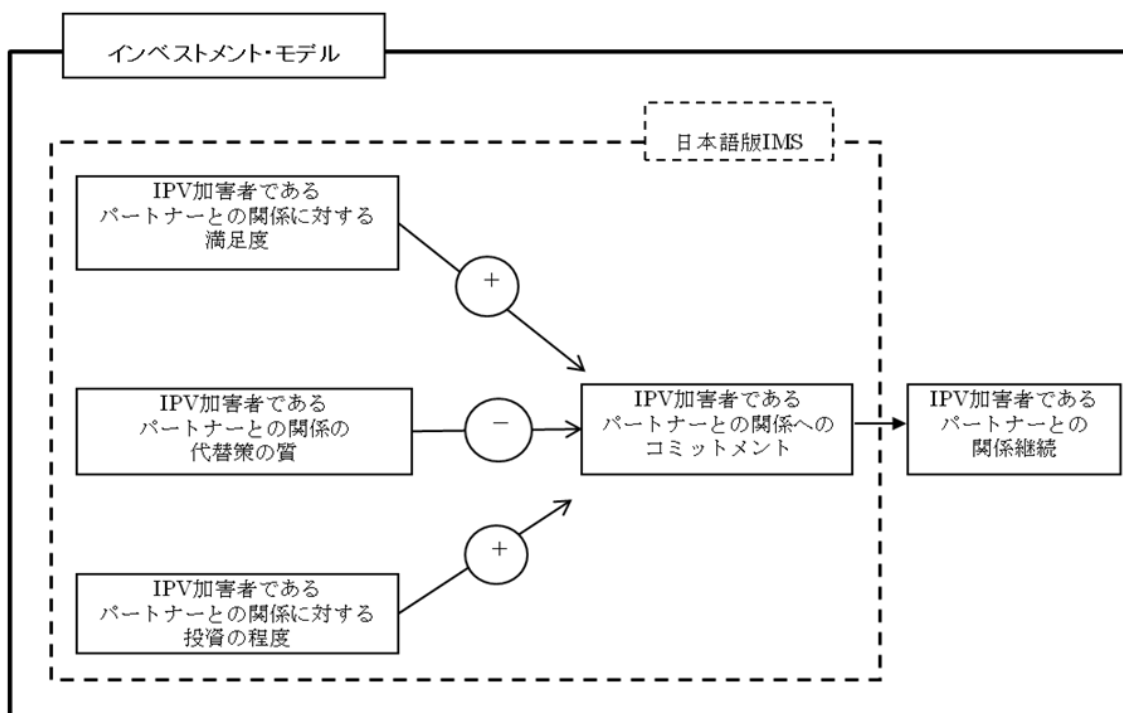 インベストメント・モデル
日本語版IMS
IPV加害者である
パートナーとの関係に対する
満足度
+
IPV加害者である
パートナーとの関係の
代替策の質
−
IPV加害者である
パートナーとの関係への
コミットメント
IPV加害者である
パートナーとの
関係継続
+
IPV加害者である
パートナーとの関係に対する
投資の程度